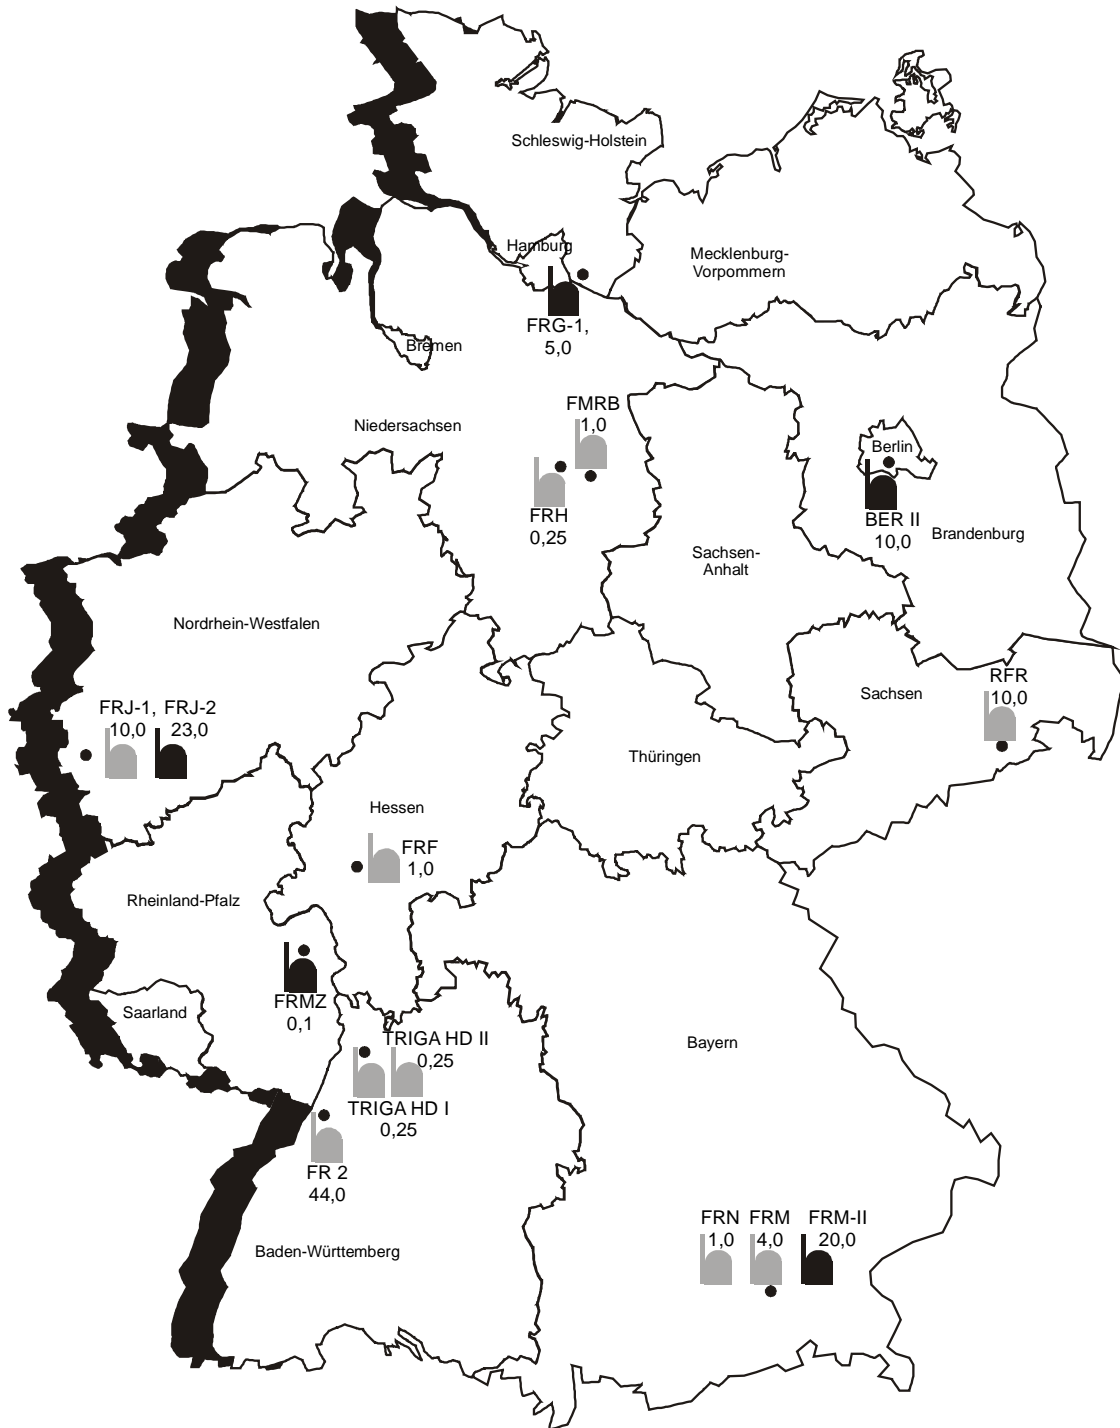 Schleswig-Holstein
Hamburg
Mecklenburg-
Vorpommern
FRG-1,
5,0
Bremen
Niedersachsen
FMRB
1,0
FRH
0,25
Berlin
BER II
10,0
Brandenburg
Sachsen-
Anhalt
Nordrhein-Westfalen
FRJ-1, FRJ-2
10,0 23,0
Sachsen
RFR
10,0
Thüringen
Hessen
FRF
1,0
Rheinland-Pfalz
FRMZ
0,1
Saarland
TRIGA HD II
0,25
TRIGA HD I
0,25
Bayern
FR 2
44,0
Baden-Württemberg
FRN FRM FRM-II
1,0 4,0 20,0